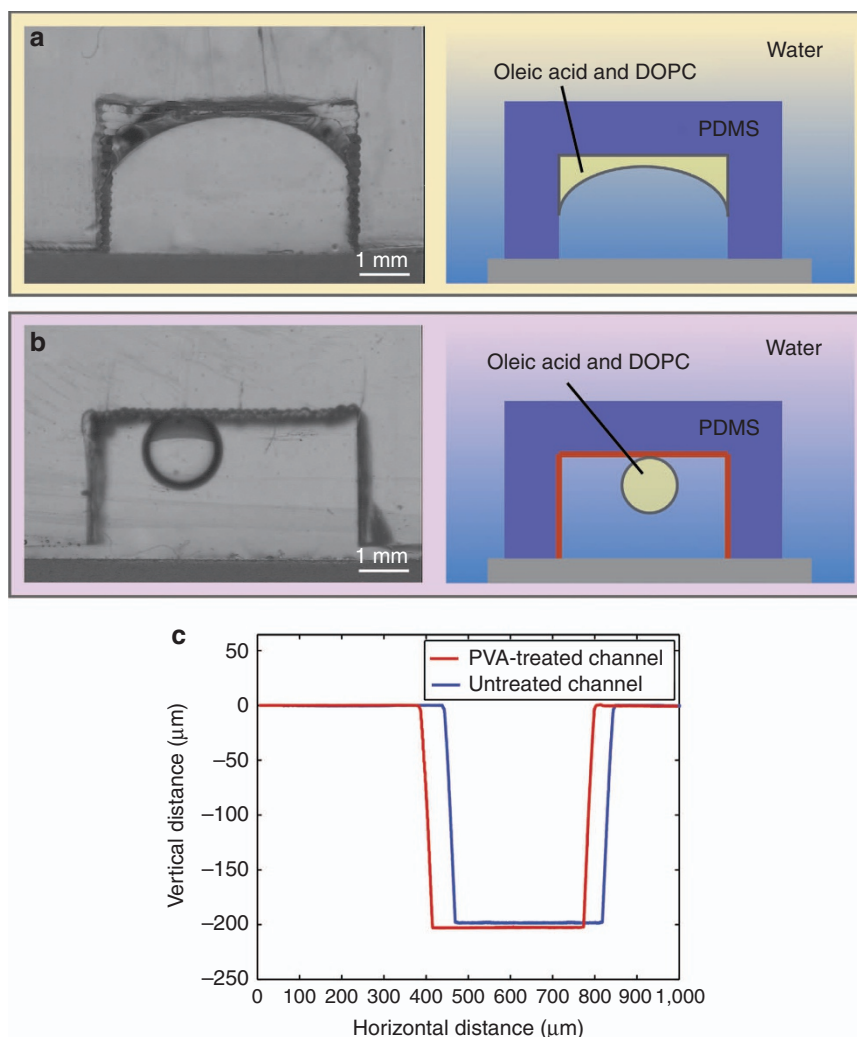 a
Water
Oleic acid and DOPC
PDMS
1 mm
b
Water
Oleic acid and DOPC
PDMS
1 mm
c
50
0
−50
−100
−150
−200
−250
Vertical distance (μm)
PVA-treated channel
Untreated channel
0 100 200 300 400 500 600 700 800 900 1,000
Horizontal distance (μm)